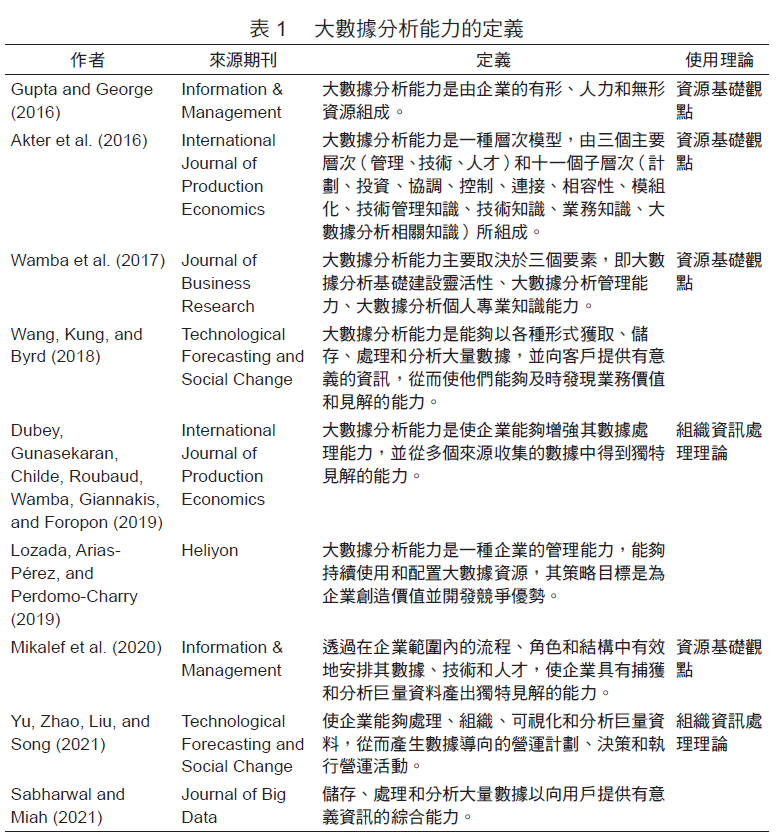 表 1 大數據分析能力的定義
作者 來源期刊 定義 使用理論
Gupta and George Information & 大數據分析能力是由企業的有形、人力和無形 資源基礎觀
(2016) Management 資源組成。 點
Akter et al. (2016) International 大數據分析能力是一種層次模型，由三個主要 資源基礎觀
Journal of 層次（管理、技術、人才）和十一個子層次（計 點
Production 劃、投資、協調、控制、連接、相容性、模組
Economics 化、技術管理知識、技術知識、業務知識、大
數據分析相關知識）所組成。
Wamba et al. (2017) Journal of 大數據分析能力主要取決於三個要素，即大數 資源基礎觀
Business 據分析基礎建設靈活性、大數據分析管理能 點
Research 力、大數據分析個人專業知識能力。
Wang, Kung, and Technological 大數據分析能力是能夠以各種形式獲取、儲
Byrd (2018) Forecasting and 存、處理和分析大量數據，並向客戶提供有意
Social Change 義的資訊，從而使他們能夠及時發現業務價值
和見解的能力。
Dubey, International 大數據分析能力是使企業能夠增強其數據處 組織資訊處
Gunasekaran, Journal of 理能力，並從多個來源收集的數據中得到獨特 理理論
Childe, Roubaud, Production 見解的能力。
Wamba, Giannakis, Economics
and Foropon (2019)
Lozada, Arias- Heliyon 大數據分析能力是一種企業的管理能力，能夠
Pérez, and 持續使用和配置大數據資源，其策略目標是為
Perdomo-Charry 企業創造價值並開發競爭優勢。
(2019)
Mikalef et al. (2020) Information & 透過在企業範圍內的流程、角色和結構中有效 資源基礎觀
Management 地安排其數據、技術和人才，使企業具有捕獲 點
和分析巨量資料產出獨特見解的能力。
Yu, Zhao, Liu, and Technological 使企業能夠處理、組織、可視化和分析巨量資 組織資訊處
Song (2021) Forecasting and 料，從而產生數據導向的營運計劃、決策和執 理理論
Social Change 行營運活動。
Sabharwal and Journal of Big 儲存、處理和分析大量數據以向用戶提供有意
Miah (2021) Data 義資訊的綜合能力。